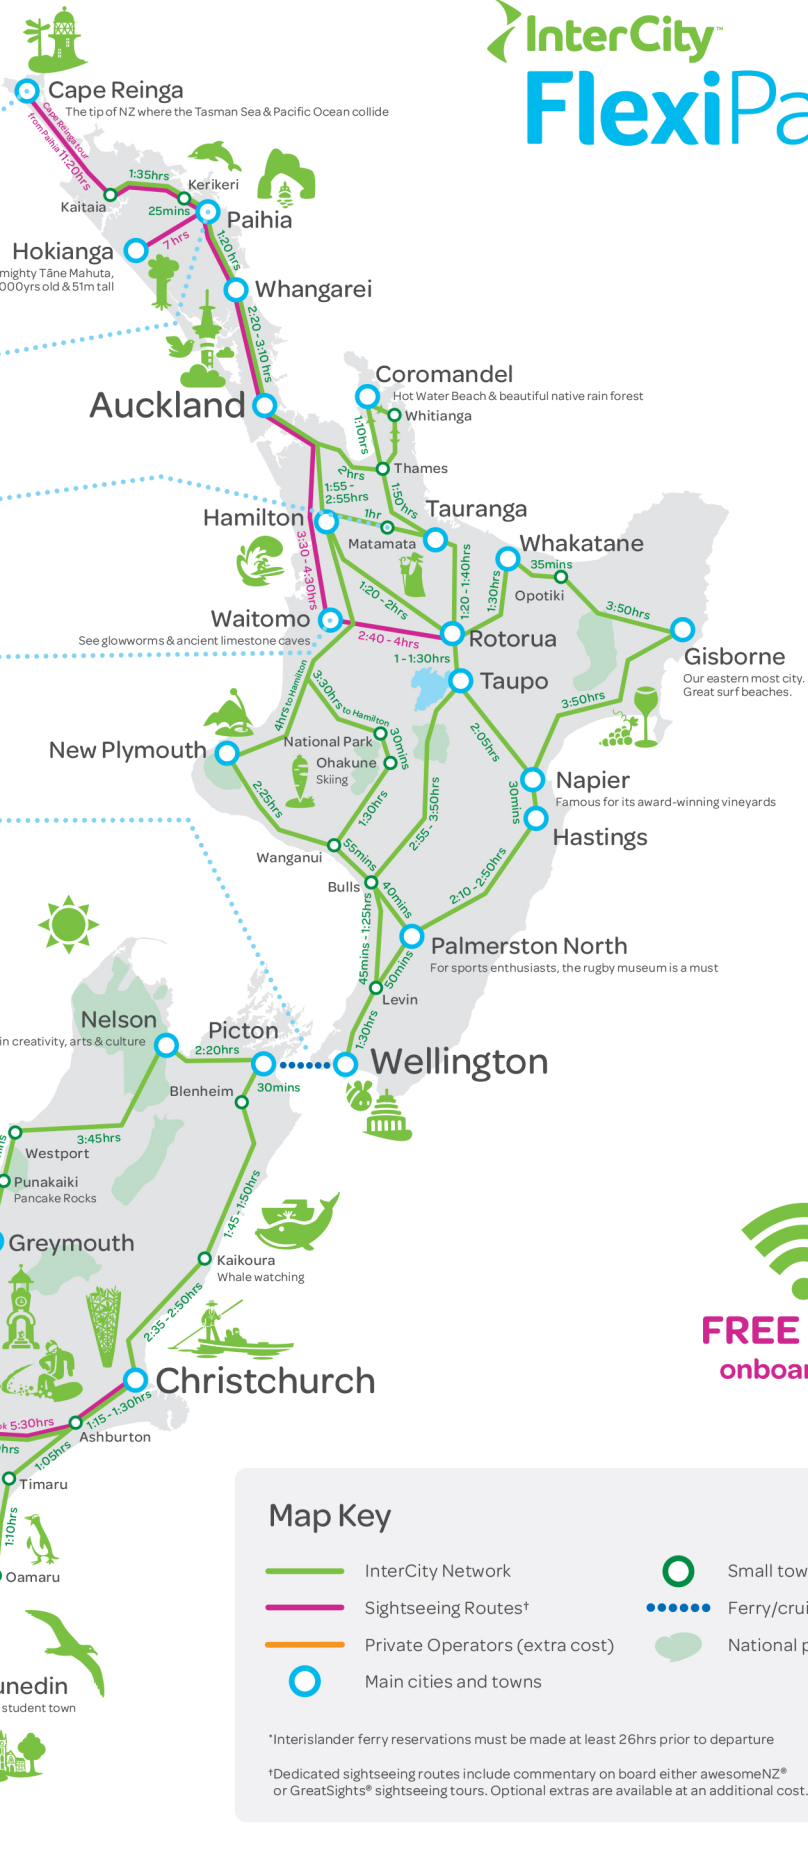 InterCity™
FlexiPa
Cape Reinga
The tip of NZ where the Tasman Sea & Pacific Ocean collide
Cape Reinga tour
from Paihia 11:20hrs
1:35hrs
Kerikeri
Kaitaia
25mins
Paihia
Hokianga
7hrs
1:20hrs
mighty Tāne Mahuta,
000yrs old & 51m tall
Whangarei
2:20 - 3:10 hrs
Coromandel
Hot Water Beach & beautiful native rain forest
Auckland
Whitianga
1:10hrs
Thames
2hrs
1:55 -
2:55hrs
1:50hrs
Tauranga
Hamilton
1hr
Matamata
Whakatane
35mins
Opotiki
3:30 - 4:30hrs
1:20 - 2hrs
1:20 - 1:40hrs
1:30hrs
3:50hrs
Waitomo
See glowworms & ancient limestone caves
2:40 - 4hrs
Rotorua
1 - 1:30hrs
Gisborne
Our eastern most city.
Great surf beaches.
Taupo
4hrs to Hamilton
3:30hrs to Hamilton
3:50hrs
2:05hrs
New Plymouth
National Park
30mins
Ohakune
Skiing
Napier
Famous for its award-winning vineyards
30mins
2:25hrs
1:30hrs
2:55 - 3:50hrs
Hastings
Wanganui
55mins
Bulls
40mins
2:10 - 2:50hrs
45mins - 1:25hrs
Palmerston North
For sports enthusiasts, the rugby museum is a must
50mins
Levin
1:30hrs
Nelson
in creativity, arts & culture
Picton
2:20hrs
Wellington
Blenheim
30mins
3:45hrs
Westport
Punakaiki
Pancake Rocks
1:45 - 1:50hrs
Greymouth
Kaikoura
Whale watching
2:35 - 2:50hrs
FREE
onboar
Christchurch
1:15 - 1:30hrs
5:30hrs
Ashburton
hrs
1:05hrs
Timaru
1:10hrs
Oamaru
unedin
student town
Map Key
InterCity Network
Small tow
Sightseeing Routes†
Ferry/crui
Private Operators (extra cost)
National p
Main cities and towns
*Interislander ferry reservations must be made at least 26hrs prior to departure
†Dedicated sightseeing routes include commentary on board either awesomeNZ®
or GreatSights® sightseeing tours. Optional extras are available at an additional cost.